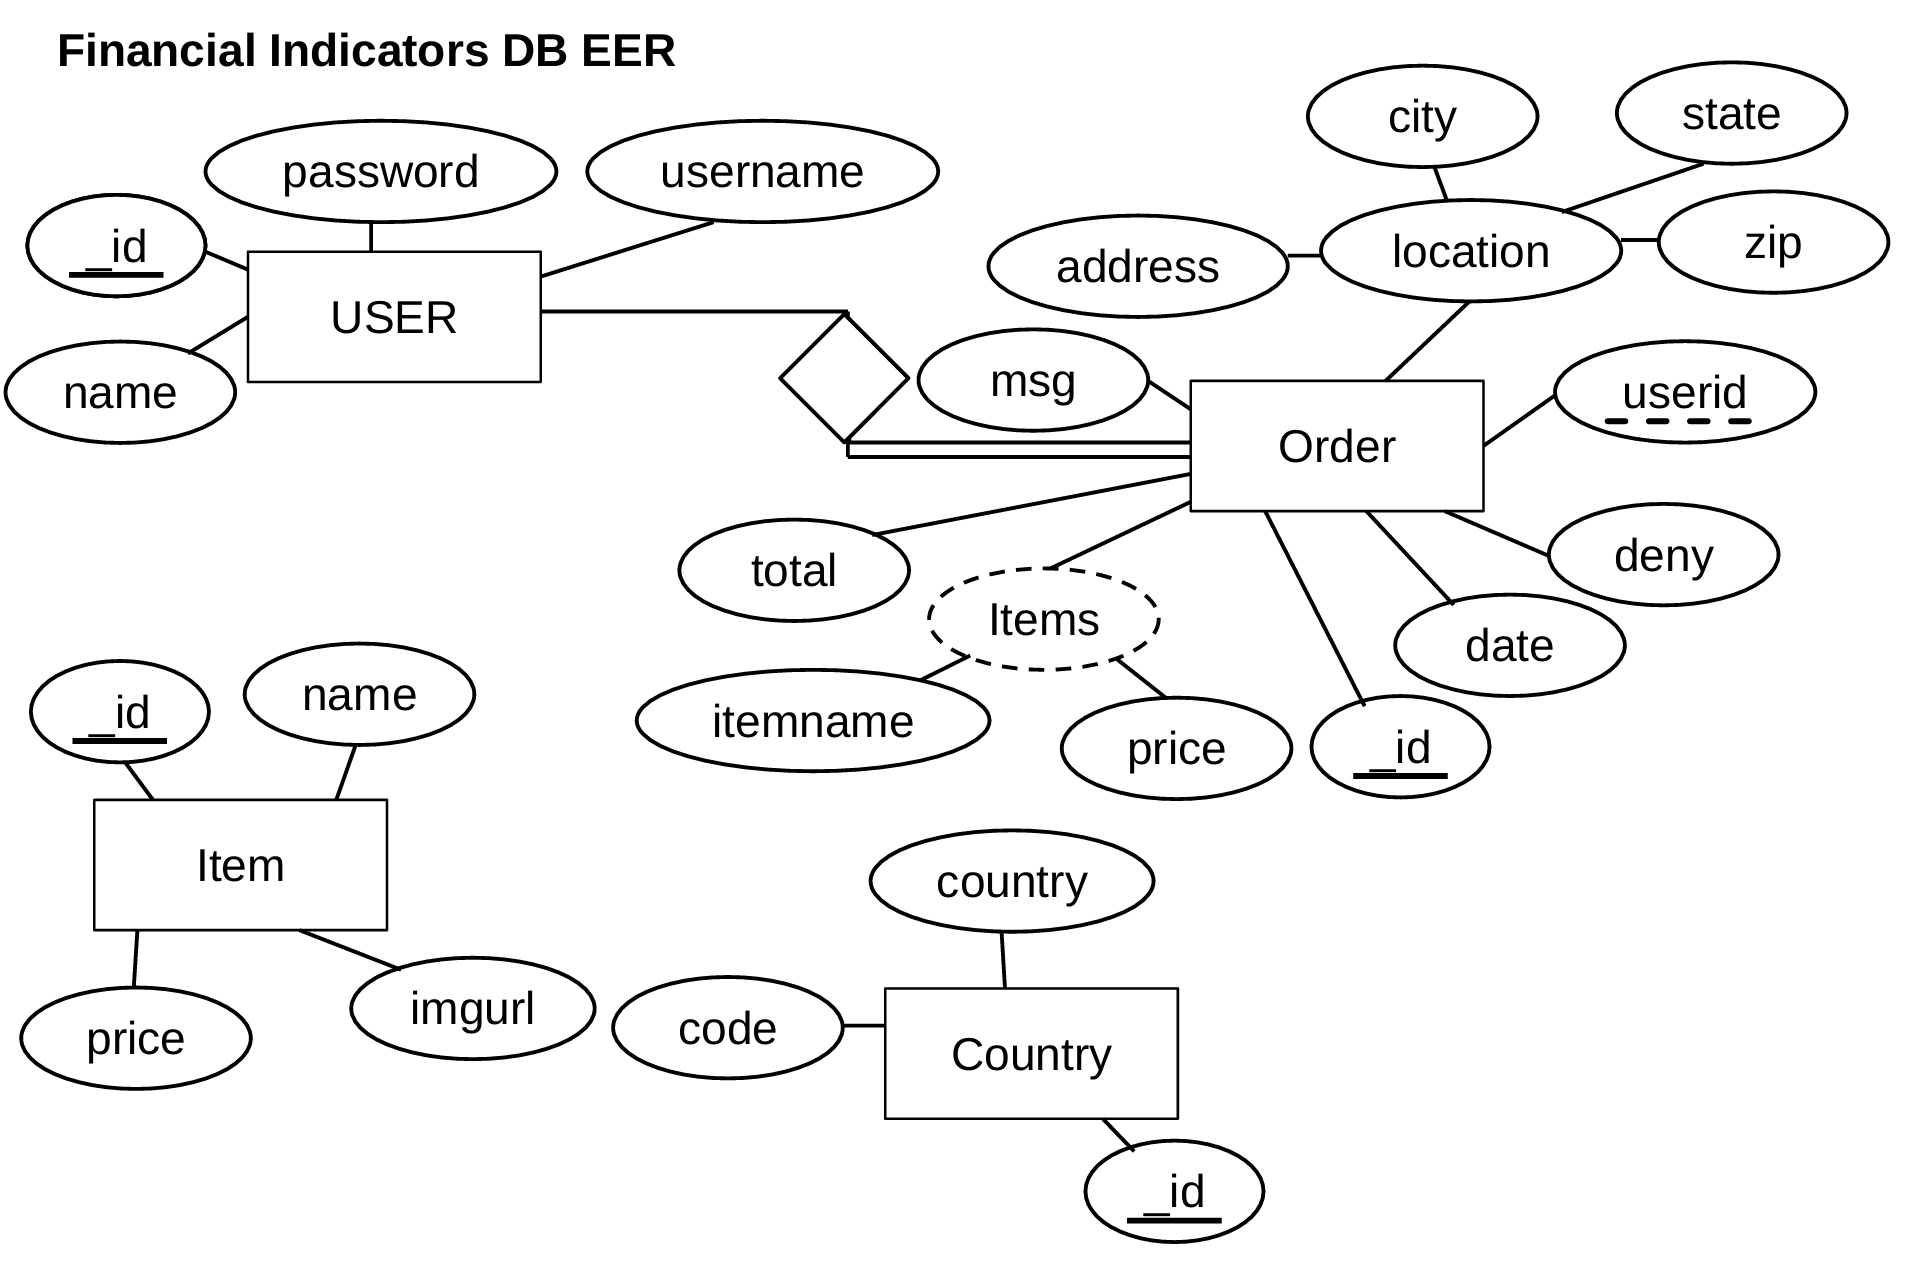 Financial Indicators DB EER
city
state
password
username
_id
address
location
zip
USER
name
msg
userid
Order
total
deny
Items
date
_id
name
itemname
price
_id
Item
country
price
imgurl
code
Country
_id